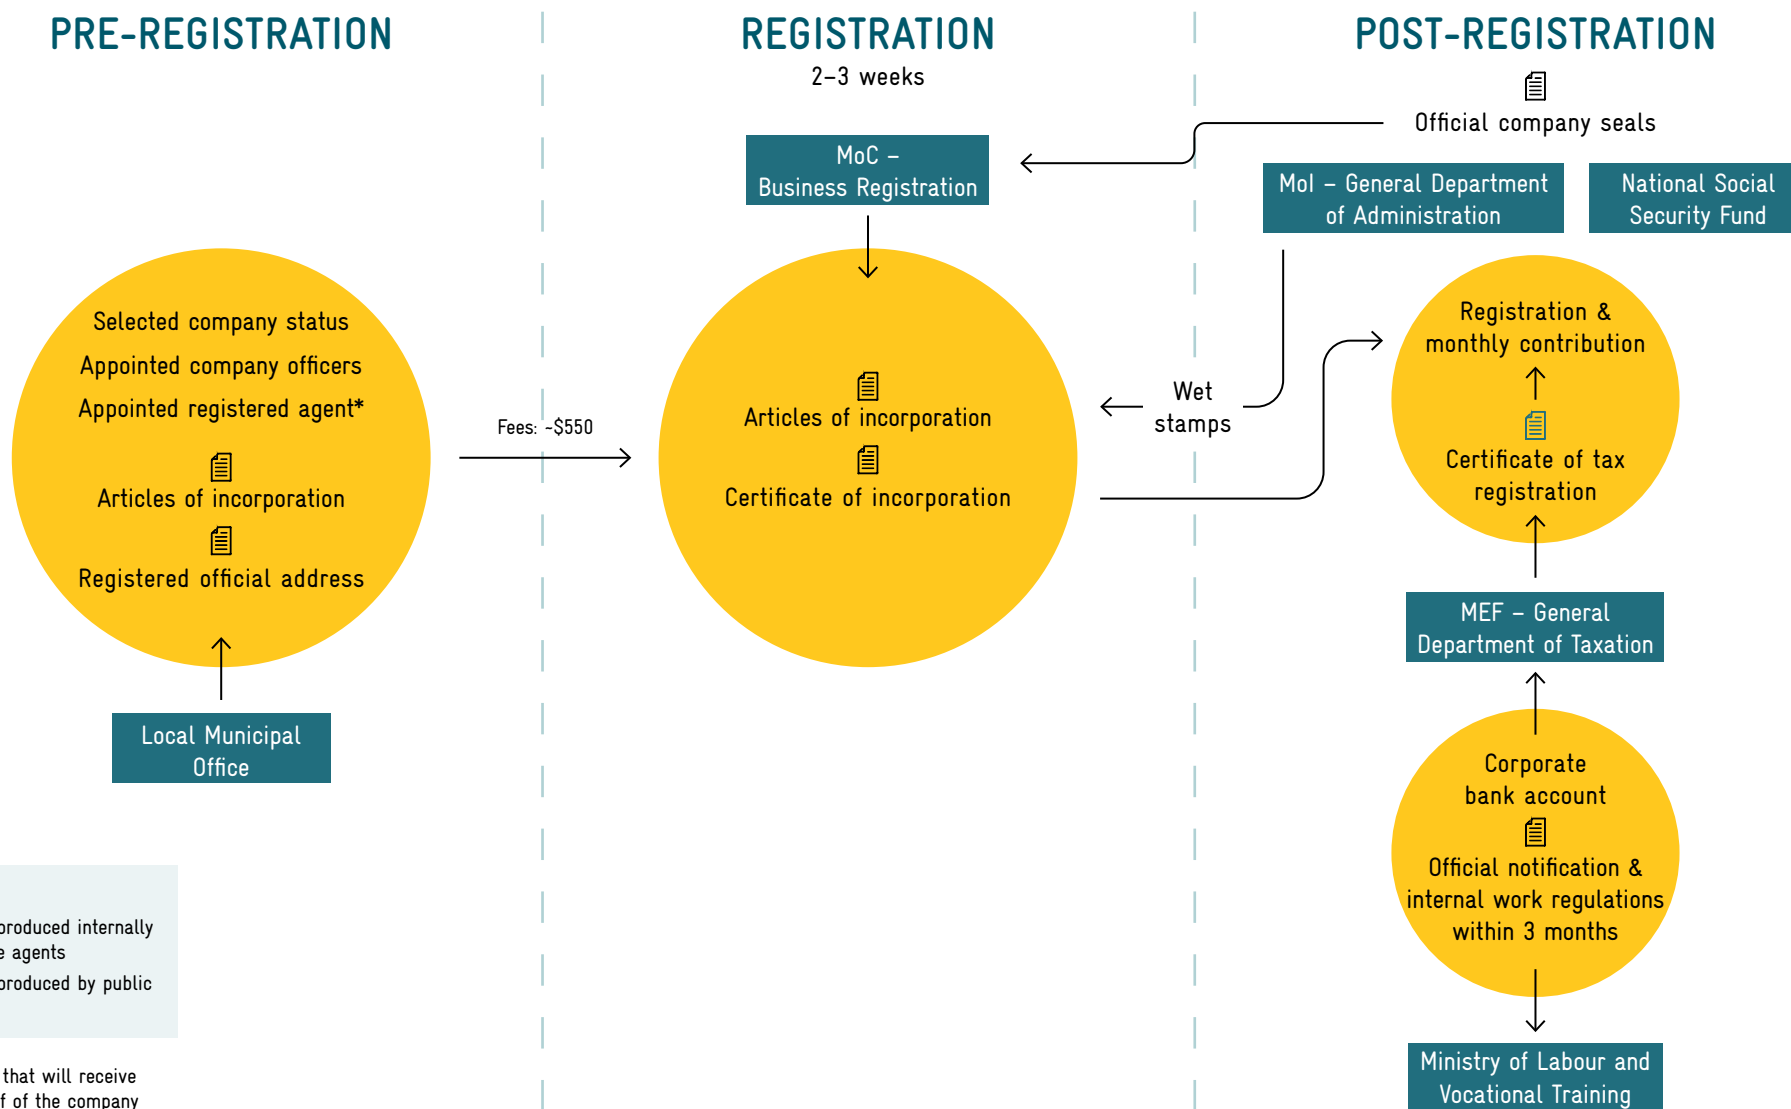 PRE-REGISTRATION
Selected company status
Appointed company officers
Appointed registered agent*
Articles of incorporation
Registered official address
Local Municipal
Office
produced internally
agents
produced by public
that will receive
of the company
Fees: ~$550
REGISTRATION
2–3 weeks
MoC –
Business Registration
Articles of incorporation
Certificate of incorporation
Wet
stamps
POST-REGISTRATION
Official company seals
MoI – General Department
of Administration
National Social
Security Fund
Registration &
monthly contribution
Certificate of tax
registration
MEF – General
Department of Taxation
Corporate
bank account
Official notification &
internal work regulations
within 3 months
Ministry of Labour and
Vocational Training